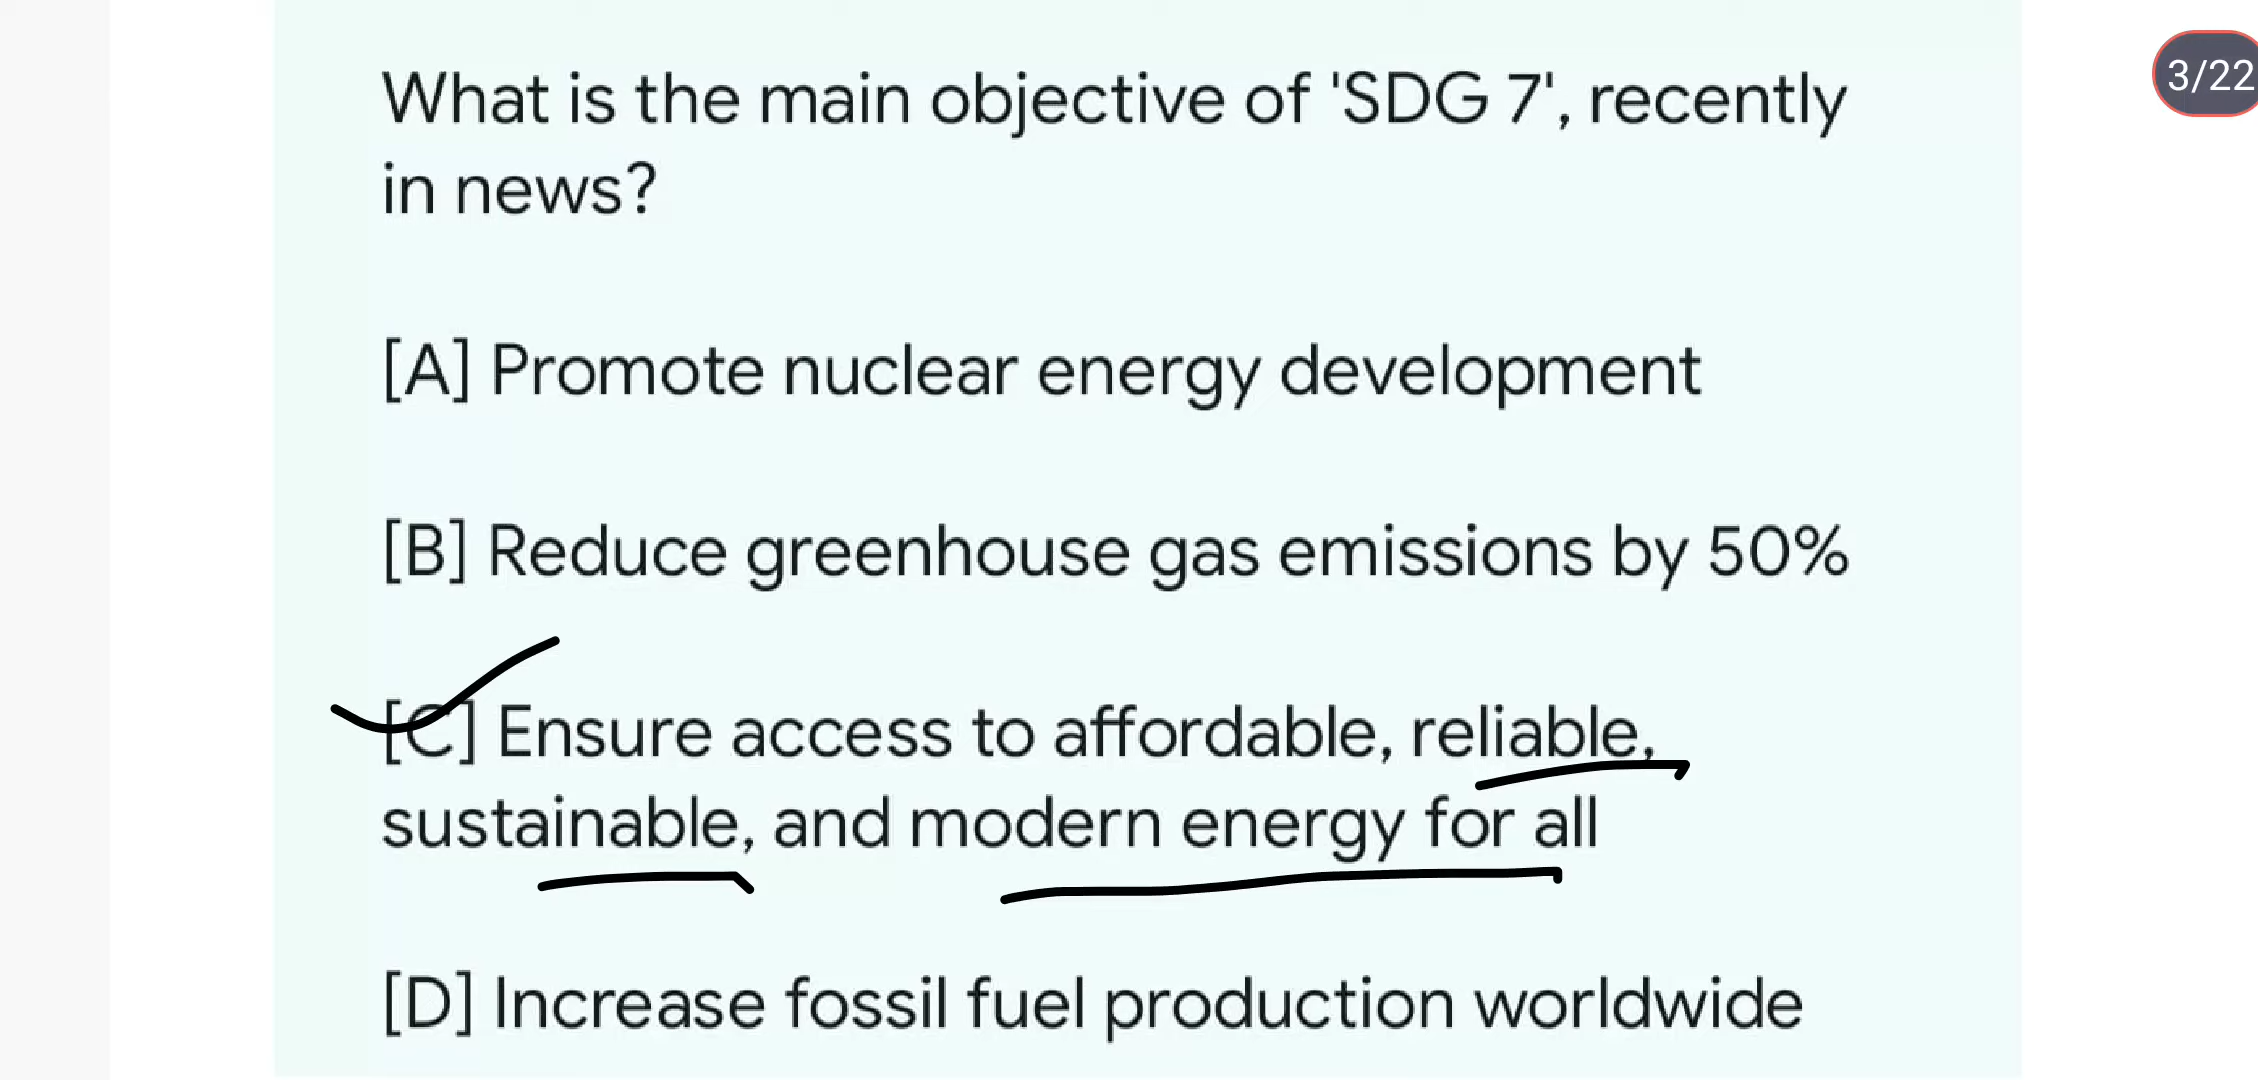 What is the main objective of 'SDG 7', recently
in news?
3/22
[A] Promote nuclear energy development
[B] Reduce greenhouse gas emissions by 50%
[C] Ensure access to affordable, reliable,
sustainable, and modern energy for all
[D] Increase fossil fuel production worldwide